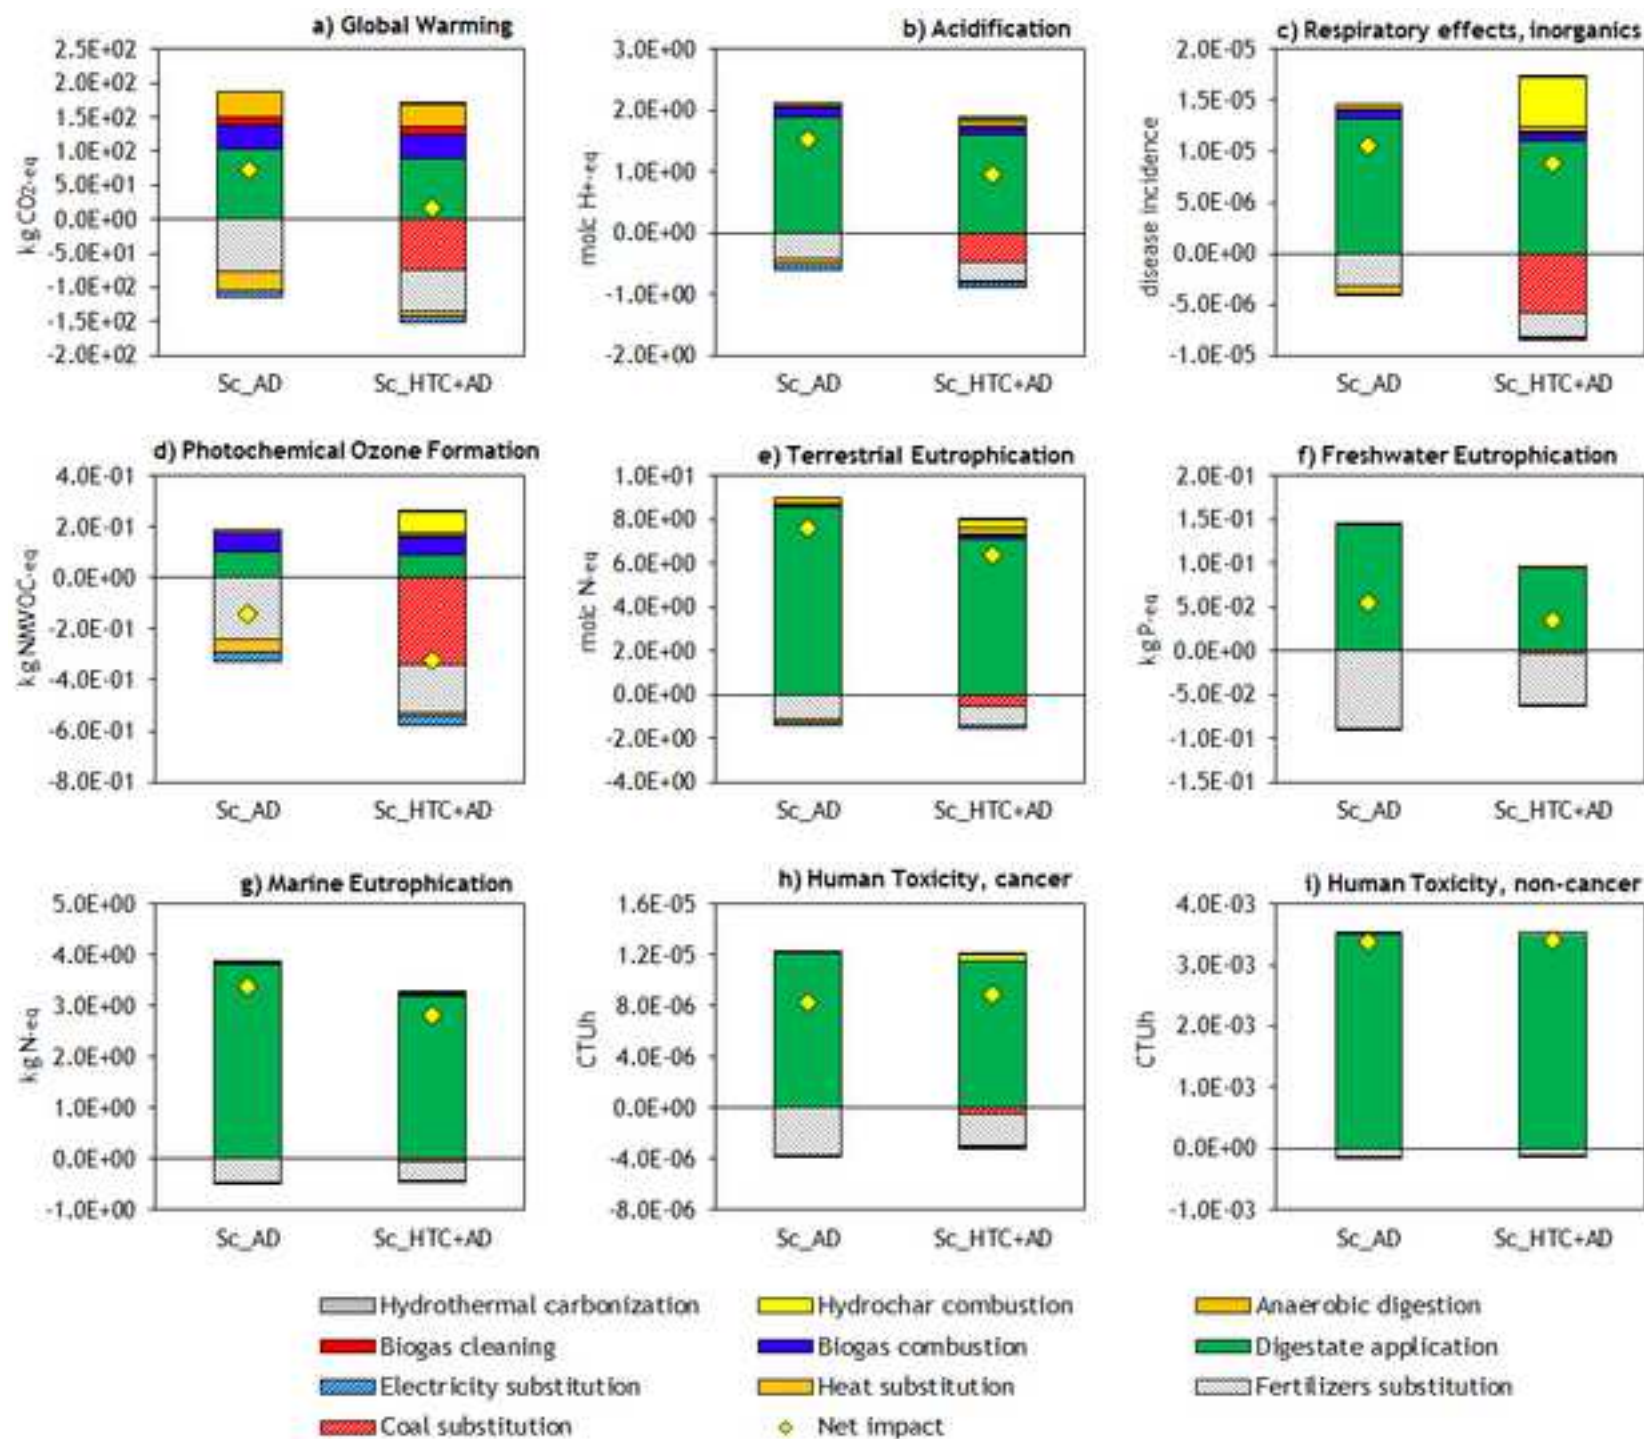 a) Global Warming
2.5E+02
2.0E+02
1.5E+02
1.0E+02
5.0E+01
0.0E+00
-5.0E+01
-1.0E+02
-1.5E+02
-2.0E+02
kg CO2-eq
Sc_AD Sc_HTC+AD
b) Acidification
3.0E+00
2.0E+00
1.0E+00
0.0E+00
-1.0E+00
-2.0E+00
molc H+-eq
Sc_AD Sc_HTC+AD
c) Respiratory effects, inorganics
2.0E-05
1.5E-05
1.0E-05
5.0E-06
0.0E+00
-5.0E-06
-1.0E-05
disease incidence
Sc_AD Sc_HTC+AD
d) Photochemical Ozone Formation
4.0E-01
2.0E-01
0.0E+00
-2.0E-01
-4.0E-01
-6.0E-01
-8.0E-01
kg NMVOC-eq
Sc_AD Sc_HTC+AD
e) Terrestrial Eutrophication
1.0E+01
8.0E+00
6.0E+00
4.0E+00
2.0E+00
0.0E+00
-2.0E+00
-4.0E+00
molc N-eq
Sc_AD Sc_HTC+AD
f) Freshwater Eutrophication
2.0E-01
1.5E-01
1.0E-01
5.0E-02
0.0E+00
-5.0E-02
-1.0E-01
-1.5E-01
kg P-eq
Sc_AD Sc_HTC+AD
g) Marine Eutrophication
5.0E+00
4.0E+00
3.0E+00
2.0E+00
1.0E+00
0.0E+00
-1.0E+00
kg N-eq
Sc_AD Sc_HTC+AD
h) Human Toxicity, cancer
1.6E-05
1.2E-05
8.0E-06
4.0E-06
0.0E+00
-4.0E-06
-8.0E-06
CTUh
Sc_AD Sc_HTC+AD
i) Human Toxicity, non-cancer
4.0E-03
3.0E-03
2.0E-03
1.0E-03
0.0E+00
-1.0E-03
CTUh
Sc_AD Sc_HTC+AD
Hydrothermal carbonization Hydrochar combustion Anaerobic digestion
Biogas cleaning Biogas combustion Digestate application
Electricity substitution Heat substitution Fertilizers substitution
Coal substitution Net impact